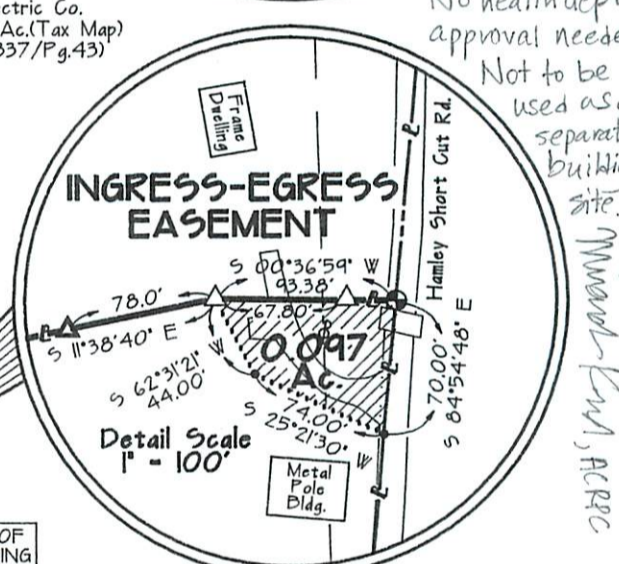 ectric Co.
Ac.(Tax Map)
337/Pg.43)
No health dep
approval neede
Not to be
used as
separat
buildin
site.
ACRPC
Frame
Dwelling
INGRESS-EGRESS
EASEMENT
Hamley Short Cut Rd.
S 00°36'59" W
93.38'
78.0'
67.80'
S 11°38'40" E
0.097
Ac.
S 62°31'21" W
44.00'
74.00'
S 25°21'30" W
70.00'
S 84°54'48" E
Detail Scale
1" = 100'
Metal
Pole
Bldg.
OF
ING